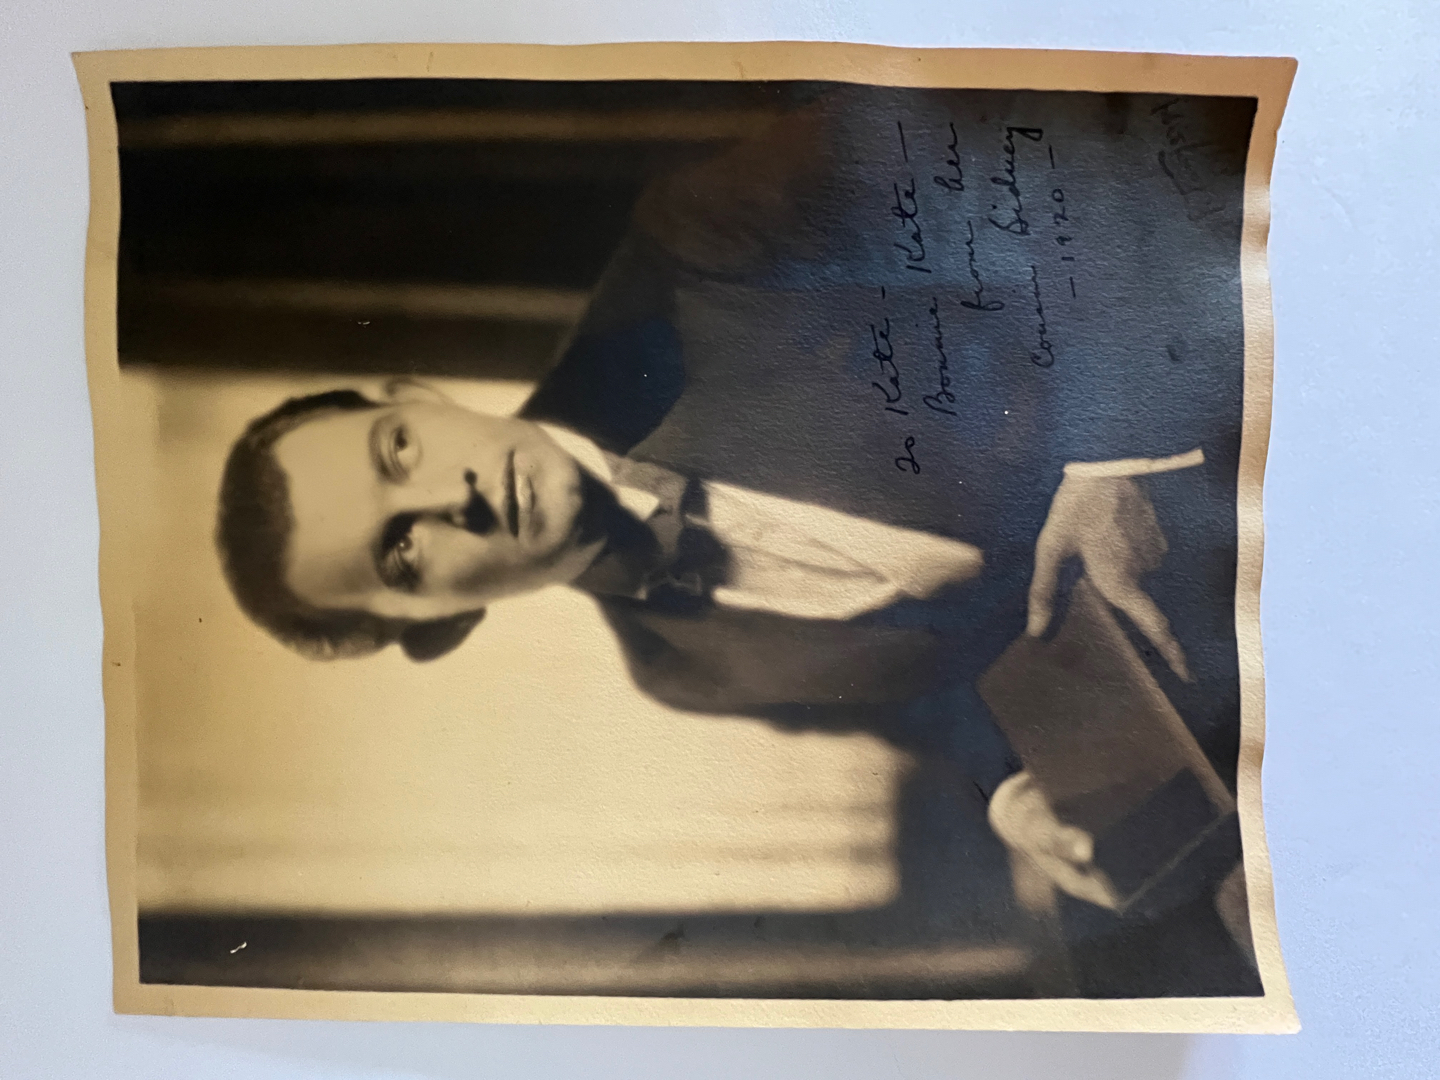 To Kate - Kate -
Bonnie Kate -
from her
Cousin Sidney
- 1920 -